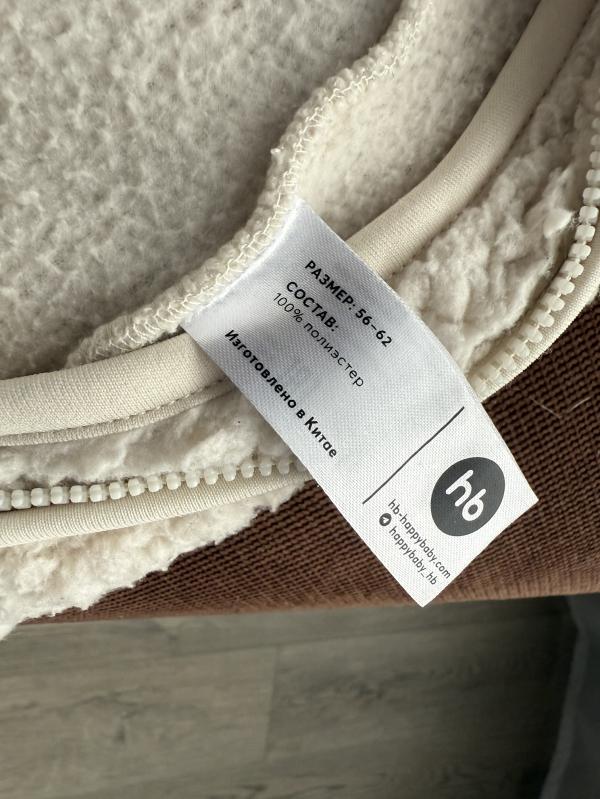 РАЗМЕР: 56–62
СОСТАВ:
100% полиэстер
Изготовлено в Китае
hb
hb-happybaby.com
happybaby_hb